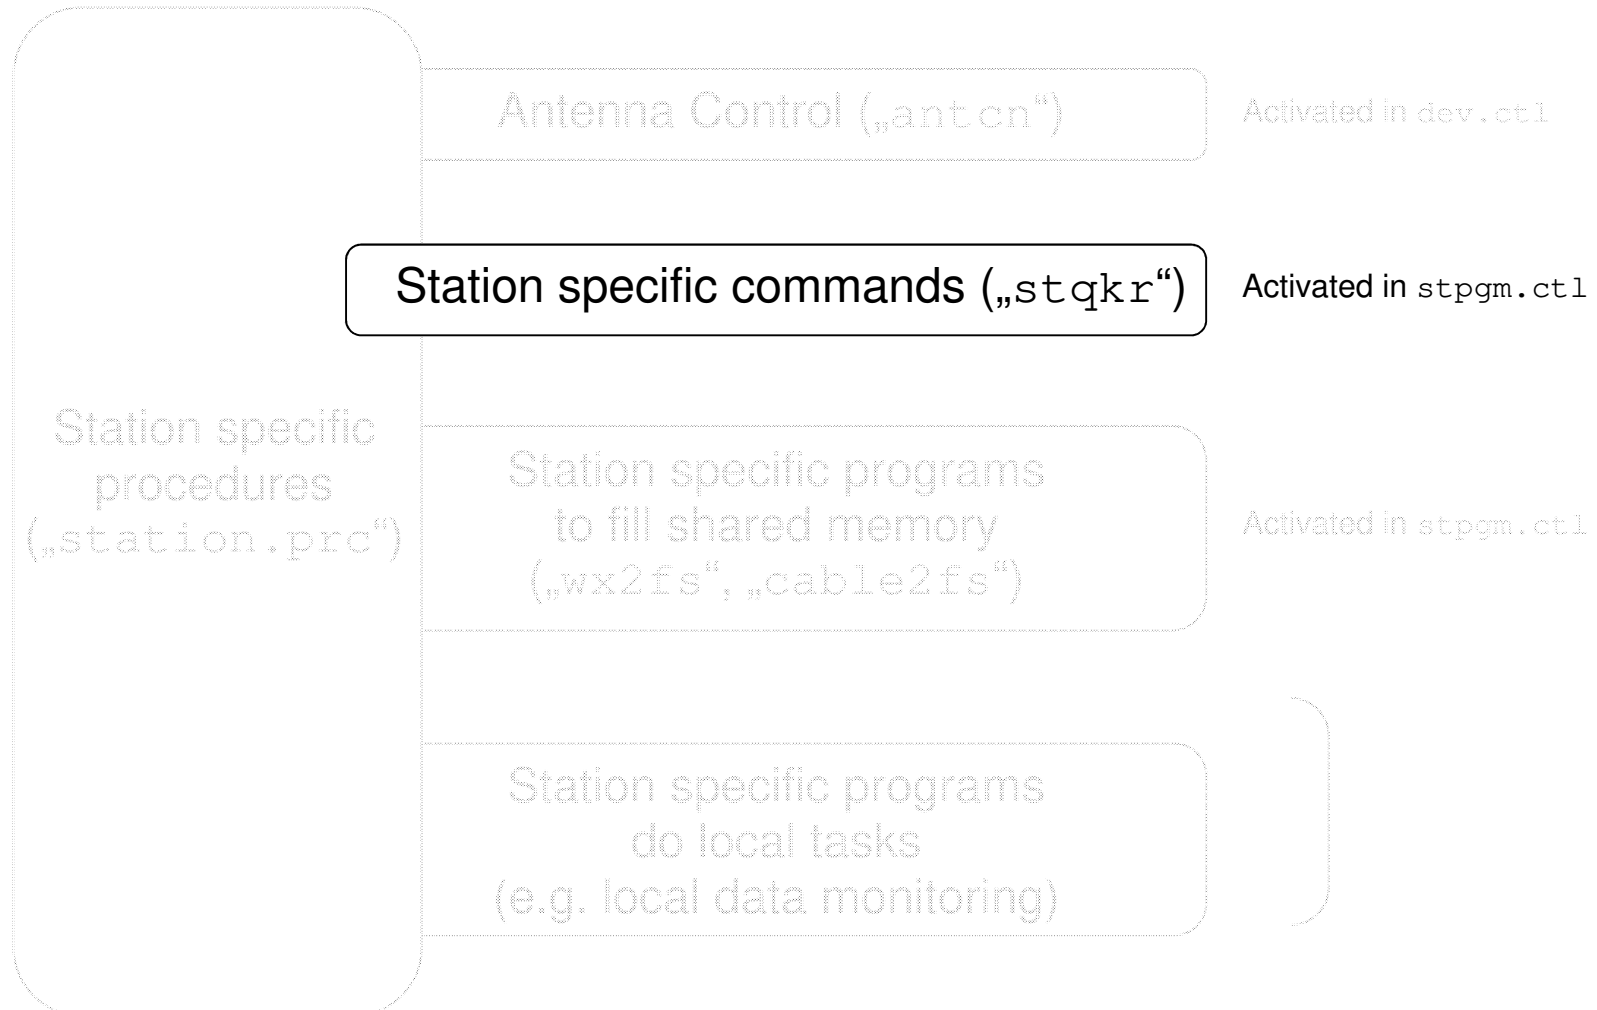 Antenna Control („antcn“)
Activated in dev.ctl
Station specific commands („stqkr“)
Activated in stpgm.ctl
Station specific
procedures
(„station.prc“)
Station specific programs
to fill shared memory
(„wx2fs“, „cable2fs“)
Activated in stpgm.ctl
Station specific programs
do local tasks
(e.g. local data monitoring)